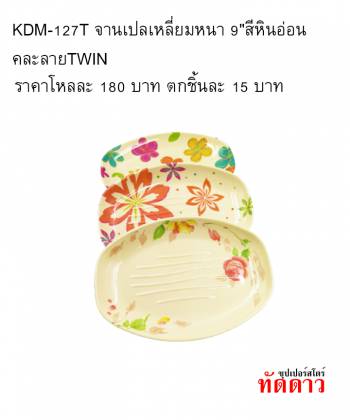 KDM-127T จานเปลเหลี่ยมหนา 9"สีหินอ่อน
คละลายTWIN
ราคาโหลละ 180 บาท ตกชิ้นละ 15 บาท
ซุปเปอร์สโตร์
ทัดดาว